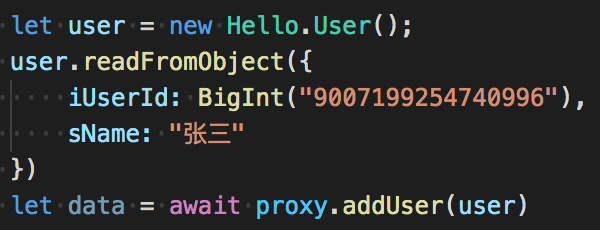 let user = new Hello.User();
user.readFromObject({
    iUserId: BigInt("9007199254740996"),
    sName: "张三"
})
let data = await proxy.addUser(user)